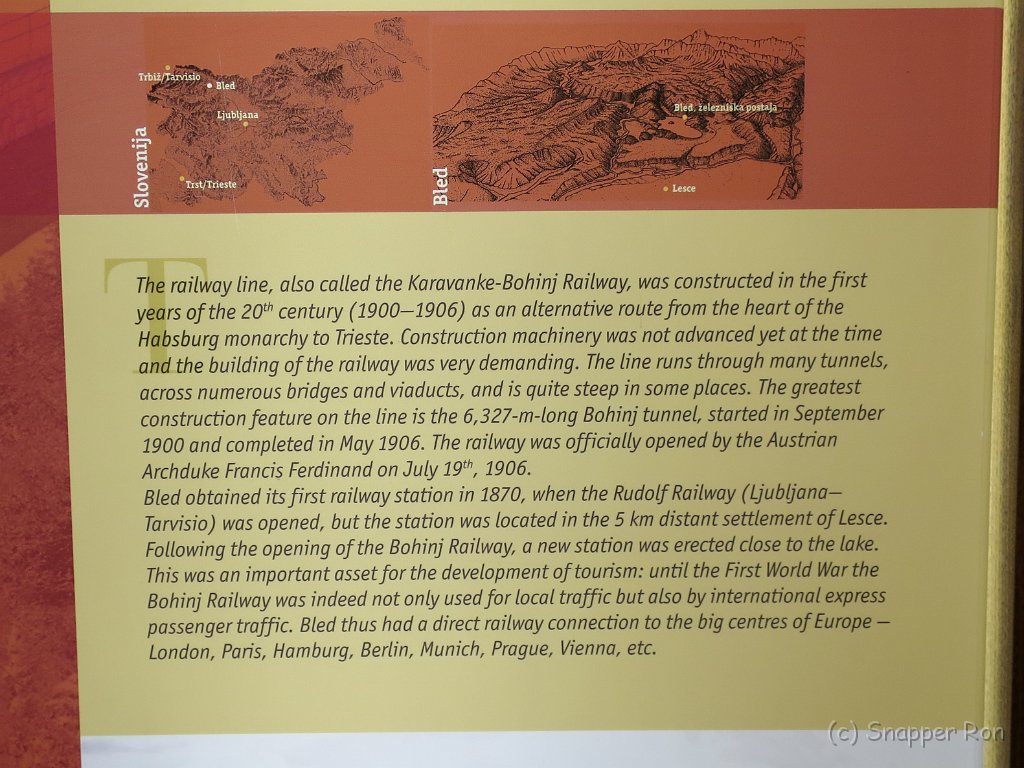 Trbiž/Tarvisio
Bled
Ljubljana
Trst/Trieste
Slovenija
Bled, železniška postaja
Lesce
Bled
The railway line, also called the Karavanke-Bohinj Railway, was constructed in the first
years of the 20th century (1900—1906) as an alternative route from the heart of the
Habsburg monarchy to Trieste. Construction machinery was not advanced yet at the time
and the building of the railway was very demanding. The line runs through many tunnels,
across numerous bridges and viaducts, and is quite steep in some places. The greatest
construction feature on the line is the 6,327-m-long Bohinj tunnel, started in September
1900 and completed in May 1906. The railway was officially opened by the Austrian
Archduke Francis Ferdinand on July 19th, 1906.
Bled obtained its first railway station in 1870, when the Rudolf Railway (Ljubljana—
Tarvisio) was opened, but the station was located in the 5 km distant settlement of Lesce.
Following the opening of the Bohinj Railway, a new station was erected close to the lake.
This was an important asset for the development of tourism: until the First World War the
Bohinj Railway was indeed not only used for local traffic but also by international express
passenger traffic. Bled thus had a direct railway connection to the big centres of Europe —
London, Paris, Hamburg, Berlin, Munich, Prague, Vienna, etc.
(c) Snapper Ron